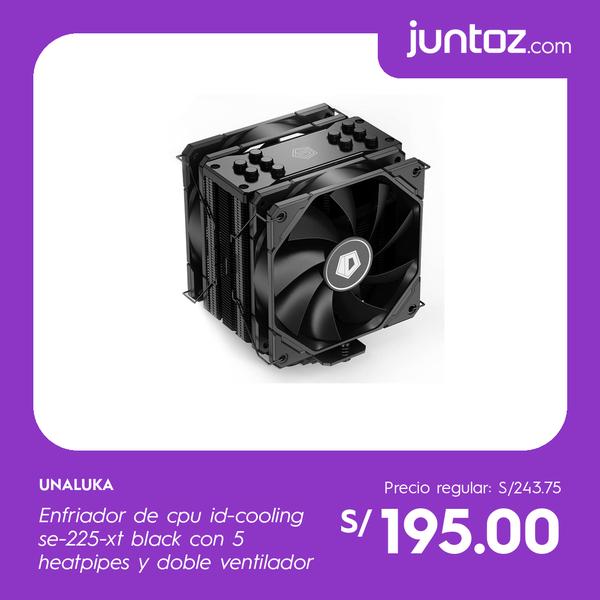 juntoz.com
UNALUKA
Enfriador de cpu id-cooling
se-225-xt black con 5
heatpipes y doble ventilador
Precio regular: S/243.75
S/195.00